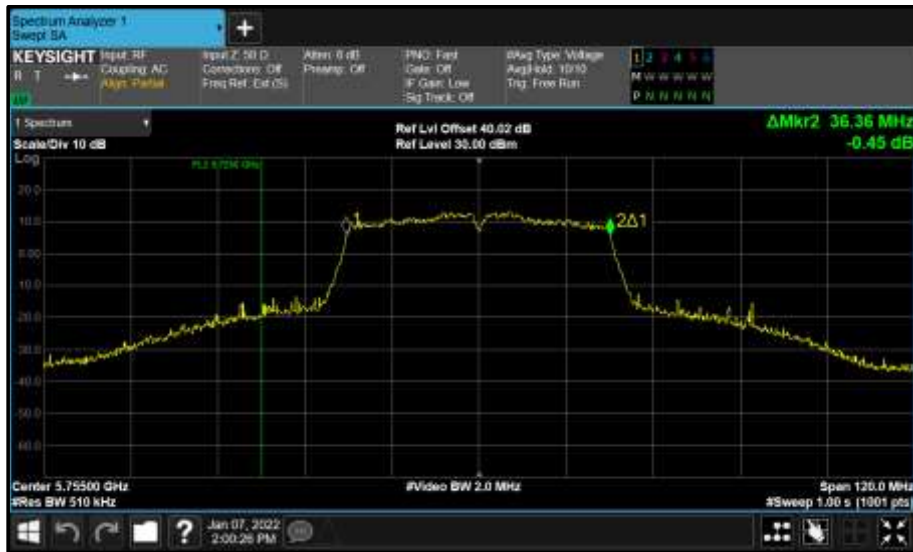 Spectrum Analyzer 1
Swept SA
+
KEYSIGHT Input: RF Input Z: 50 Ω Atten: 0 dB PNO: Fast #Avg Type: Voltage 1 2 3 4 5 6
R T Coupling: AC Corrections: Off Preamp: Off Gate: Off Avg|Hold: 10/10 M W W W W W
Align: Partial Freq Ref: Ext (S) IF Gain: Low Trig: Free Run
Sig Track: Off P N N N N N
1 Spectrum
Scale/Div 10 dB
Ref Lvl Offset 40.02 dB
Ref Level 30.00 dBm
ΔMkr2 36.36 MHz
-0.45 dB
Log
20.0
10.0
0.00
-10.0
-20.0
-30.0
-40.0
-50.0
-60.0
1
2Δ1
Center 5.75500 GHz
#Video BW 2.0 MHz
Span 120.0 MHz
#Res BW 510 kHz
#Sweep 1.00 s (1001 pts)
?
Jan 07, 2022
2:00:26 PM